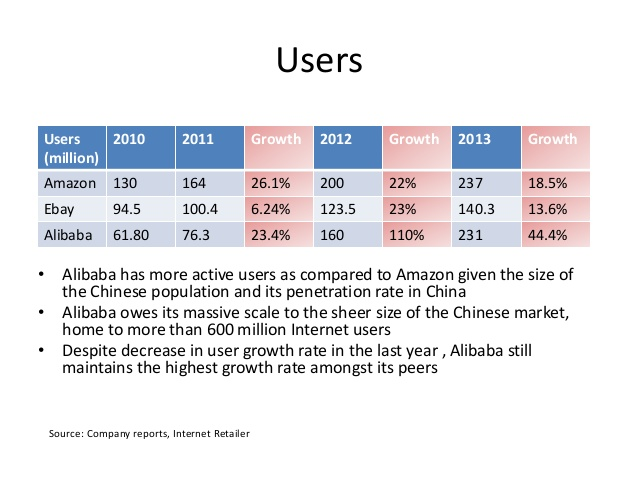 Users
Users (million) 2010 2011 Growth 2012 Growth 2013 Growth
Amazon 130 164 26.1% 200 22% 237 18.5%
Ebay 94.5 100.4 6.24% 123.5 23% 140.3 13.6%
Alibaba 61.80 76.3 23.4% 160 110% 231 44.4%
• Alibaba has more active users as compared to Amazon given the size of
the Chinese population and its penetration rate in China
• Alibaba owes its massive scale to the sheer size of the Chinese market,
home to more than 600 million Internet users
• Despite decrease in user growth rate in the last year , Alibaba still
maintains the highest growth rate amongst its peers
Source: Company reports, Internet Retailer